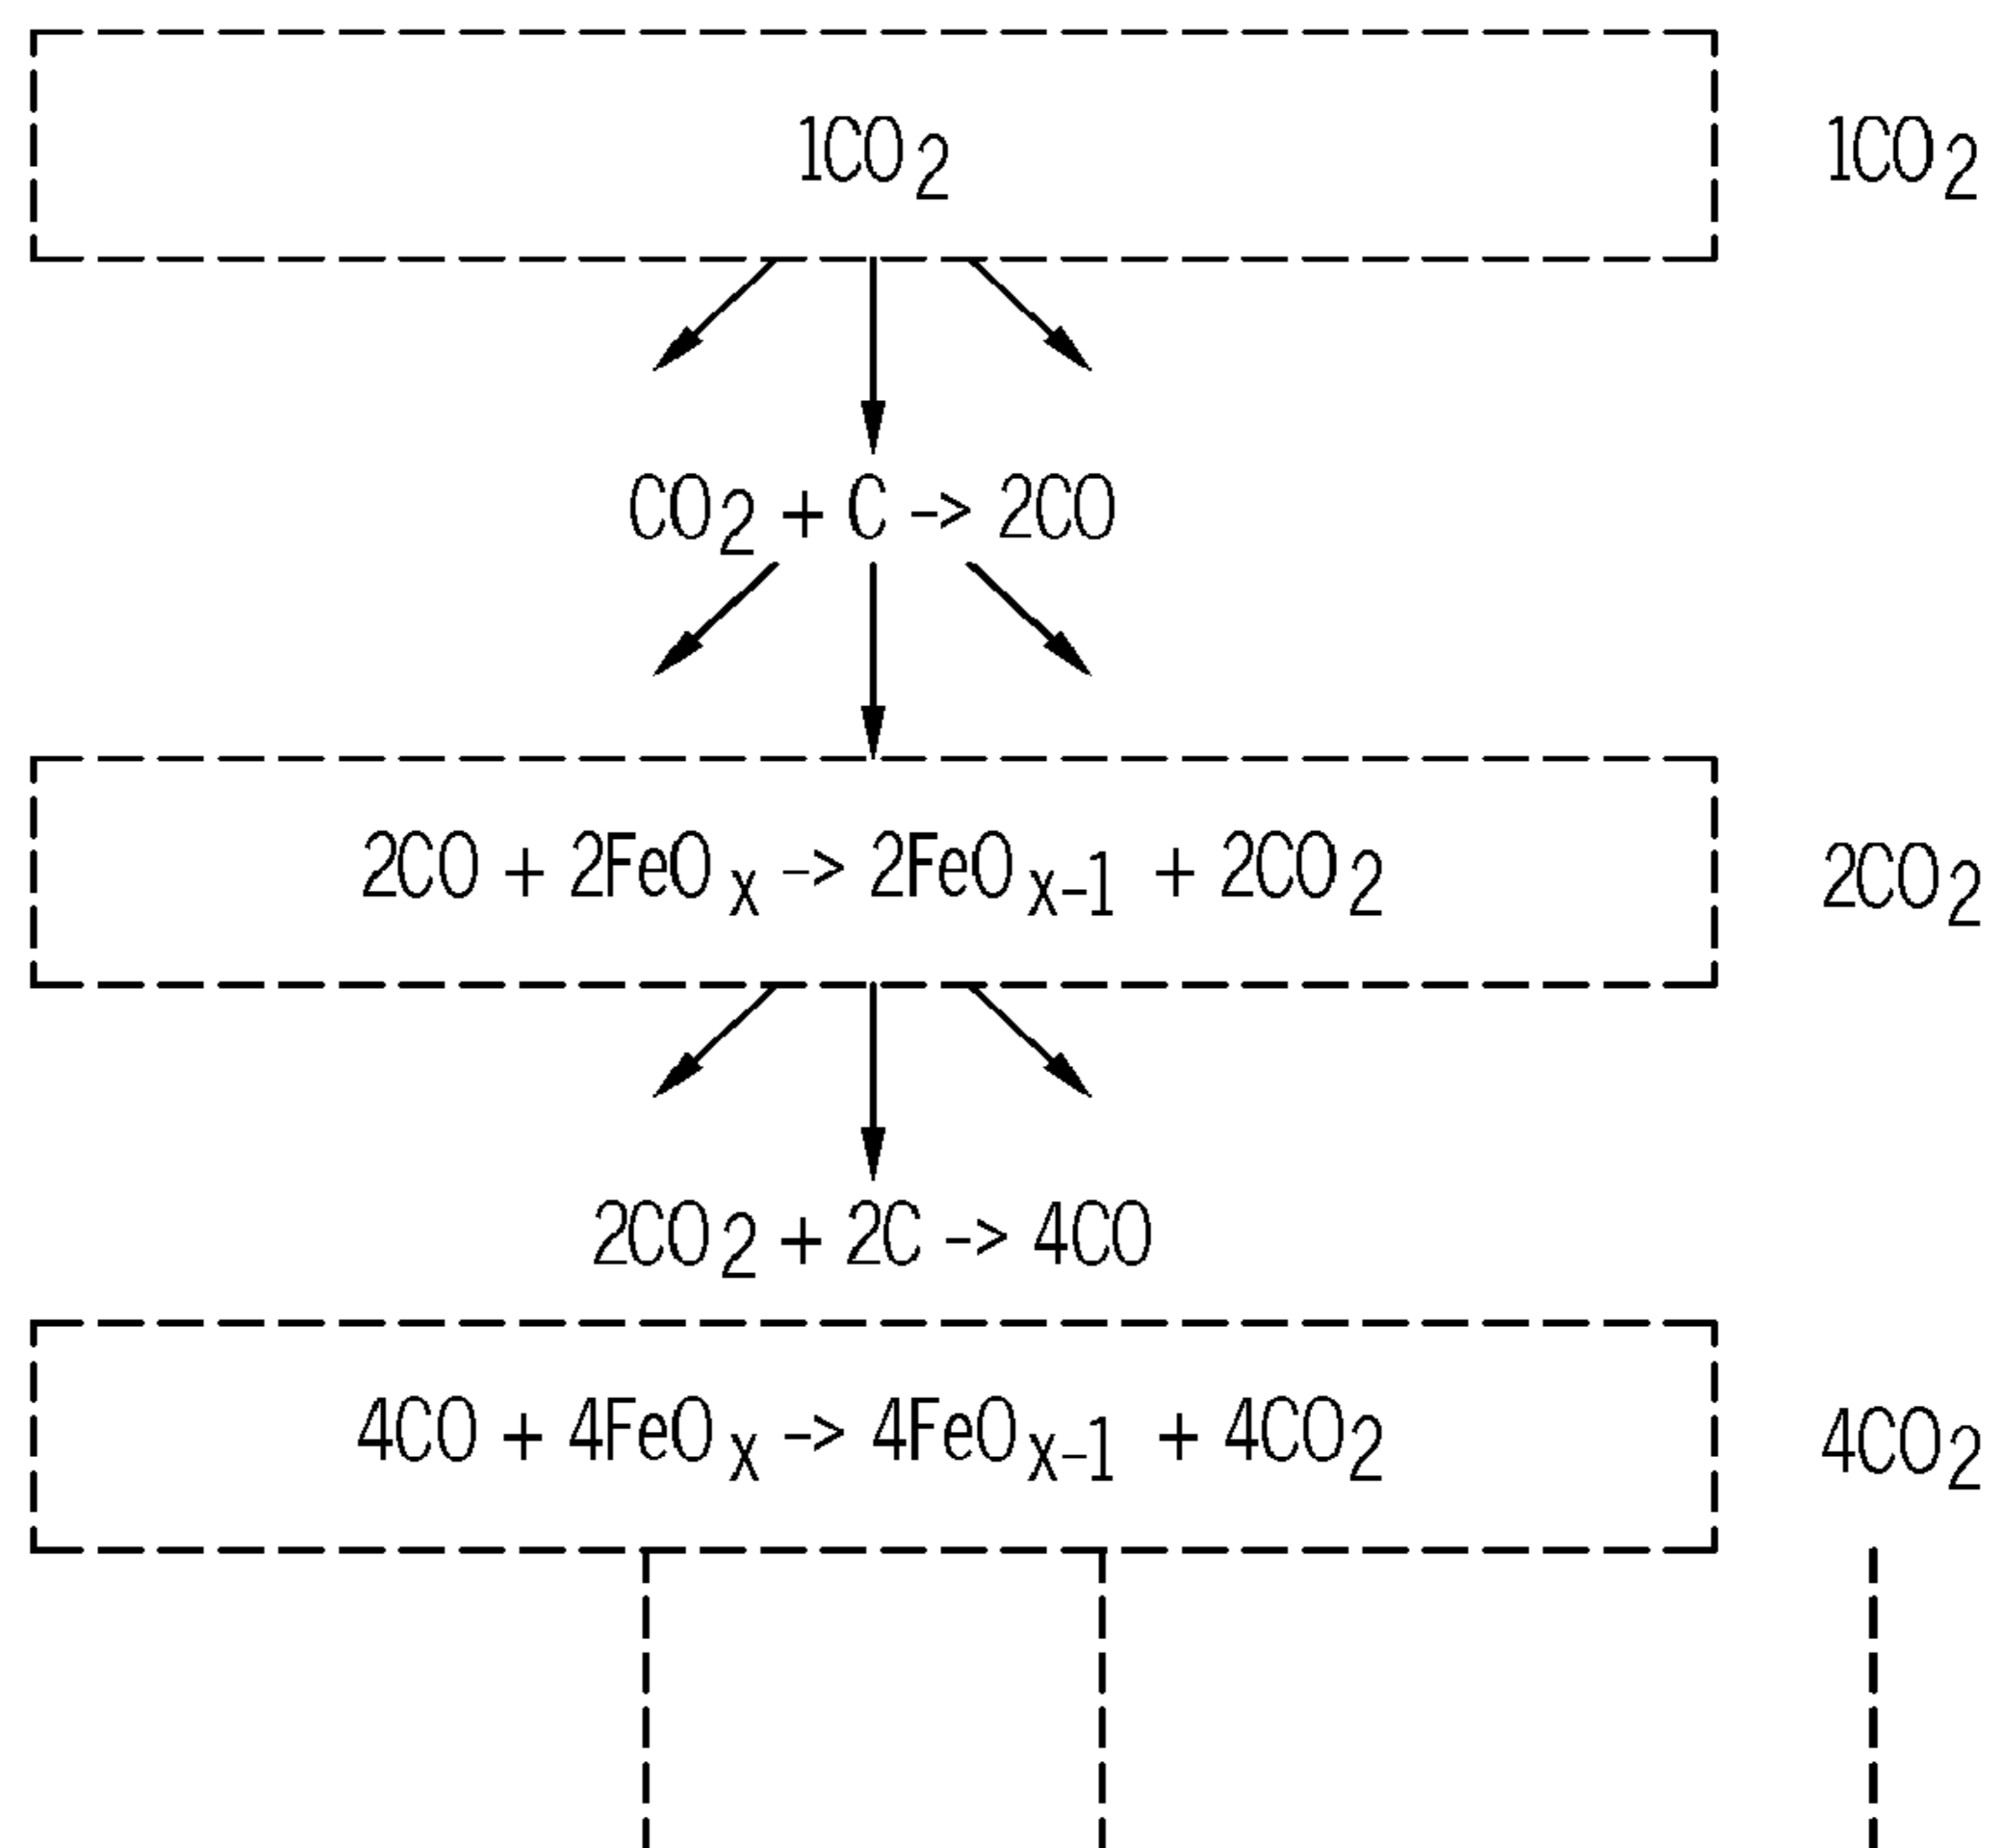 1CO₂ 1CO₂
CO₂ + C -> 2CO
2CO + 2FeOₓ -> 2FeOₓ₋₁ + 2CO₂ 2CO₂
2CO₂ + 2C -> 4CO
4CO + 4FeOₓ -> 4FeOₓ₋₁ + 4CO₂ 4CO₂